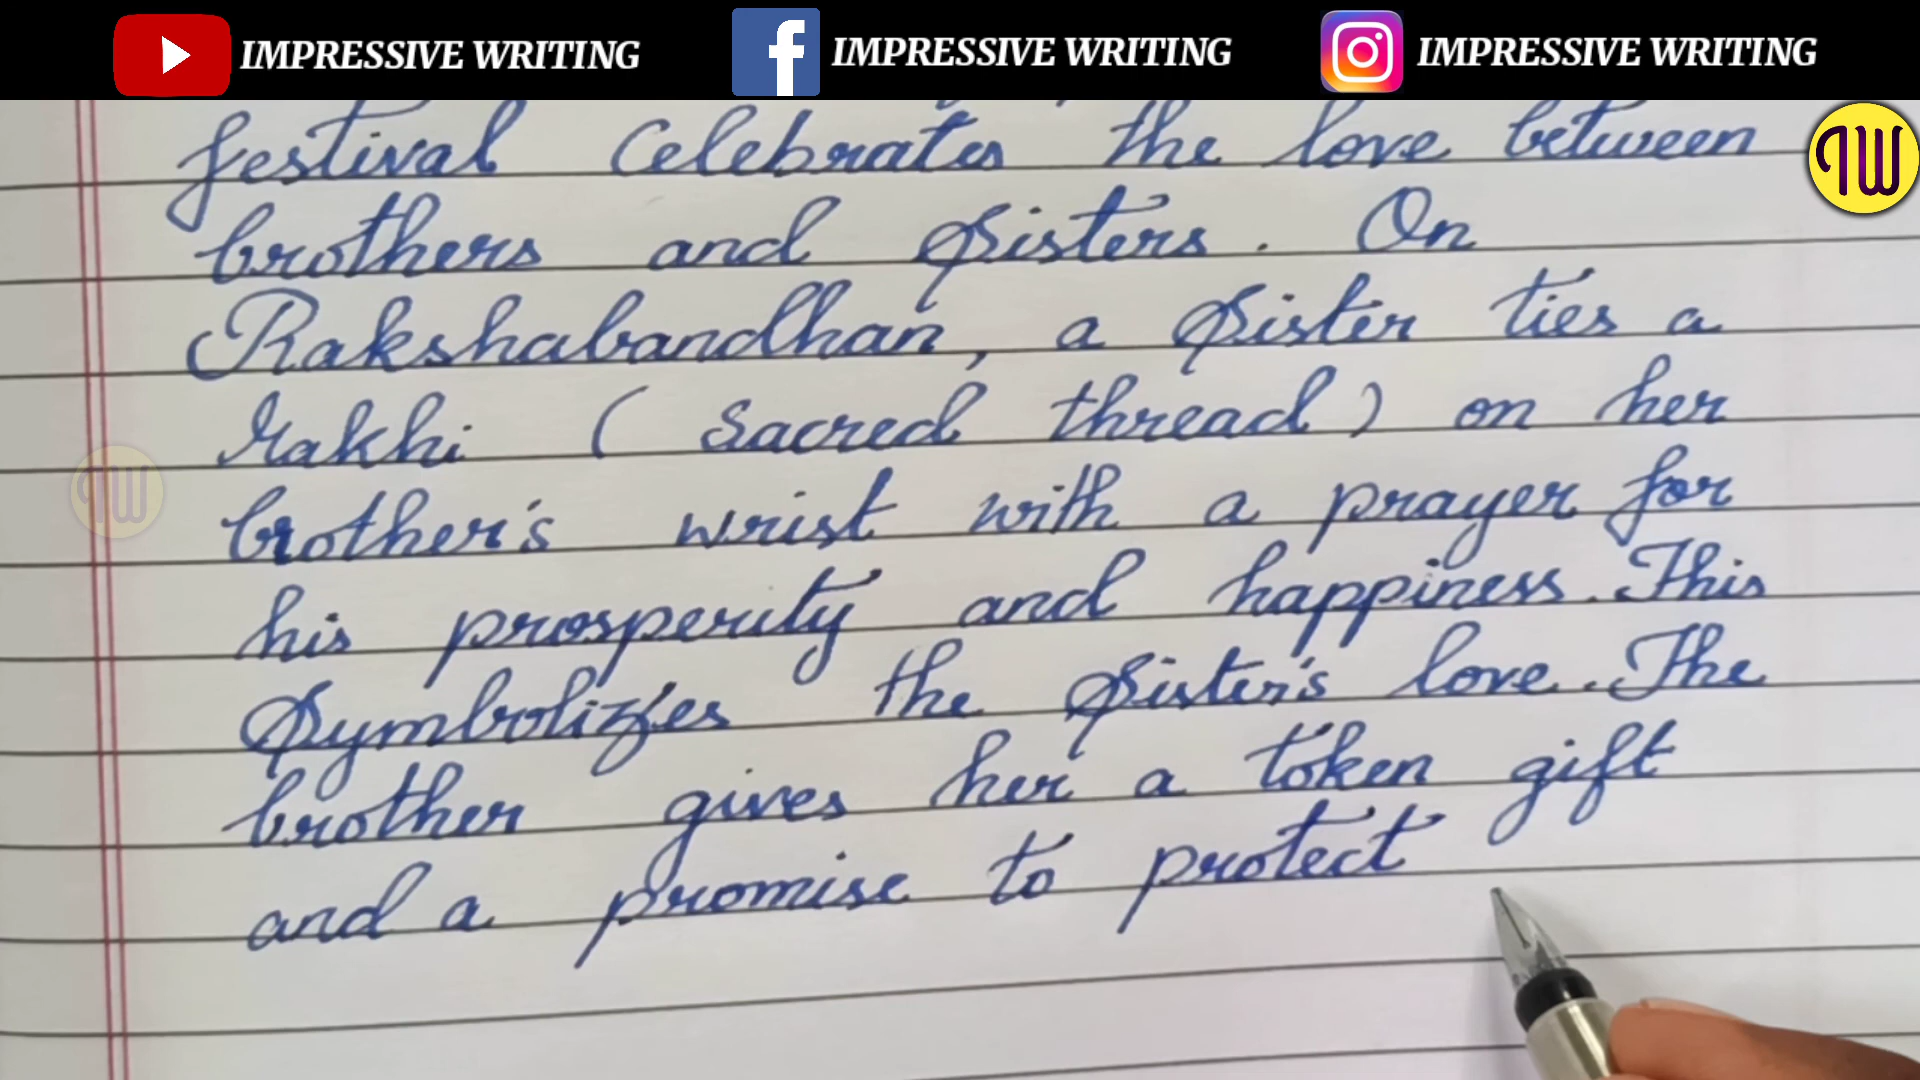 IMPRESSIVE WRITING IMPRESSIVE WRITING IMPRESSIVE WRITING
festival Celebrates the love between
brothers and Sisters. On
Rakshabandhan, a Sister ties a
rakhi ( Sacred thread) on her
brother's wrist with a prayer for
his prosperity and happiness. This
Symbolizes the Sister's love. The
brother gives her a token gift
and a promise to protect
IW
IW